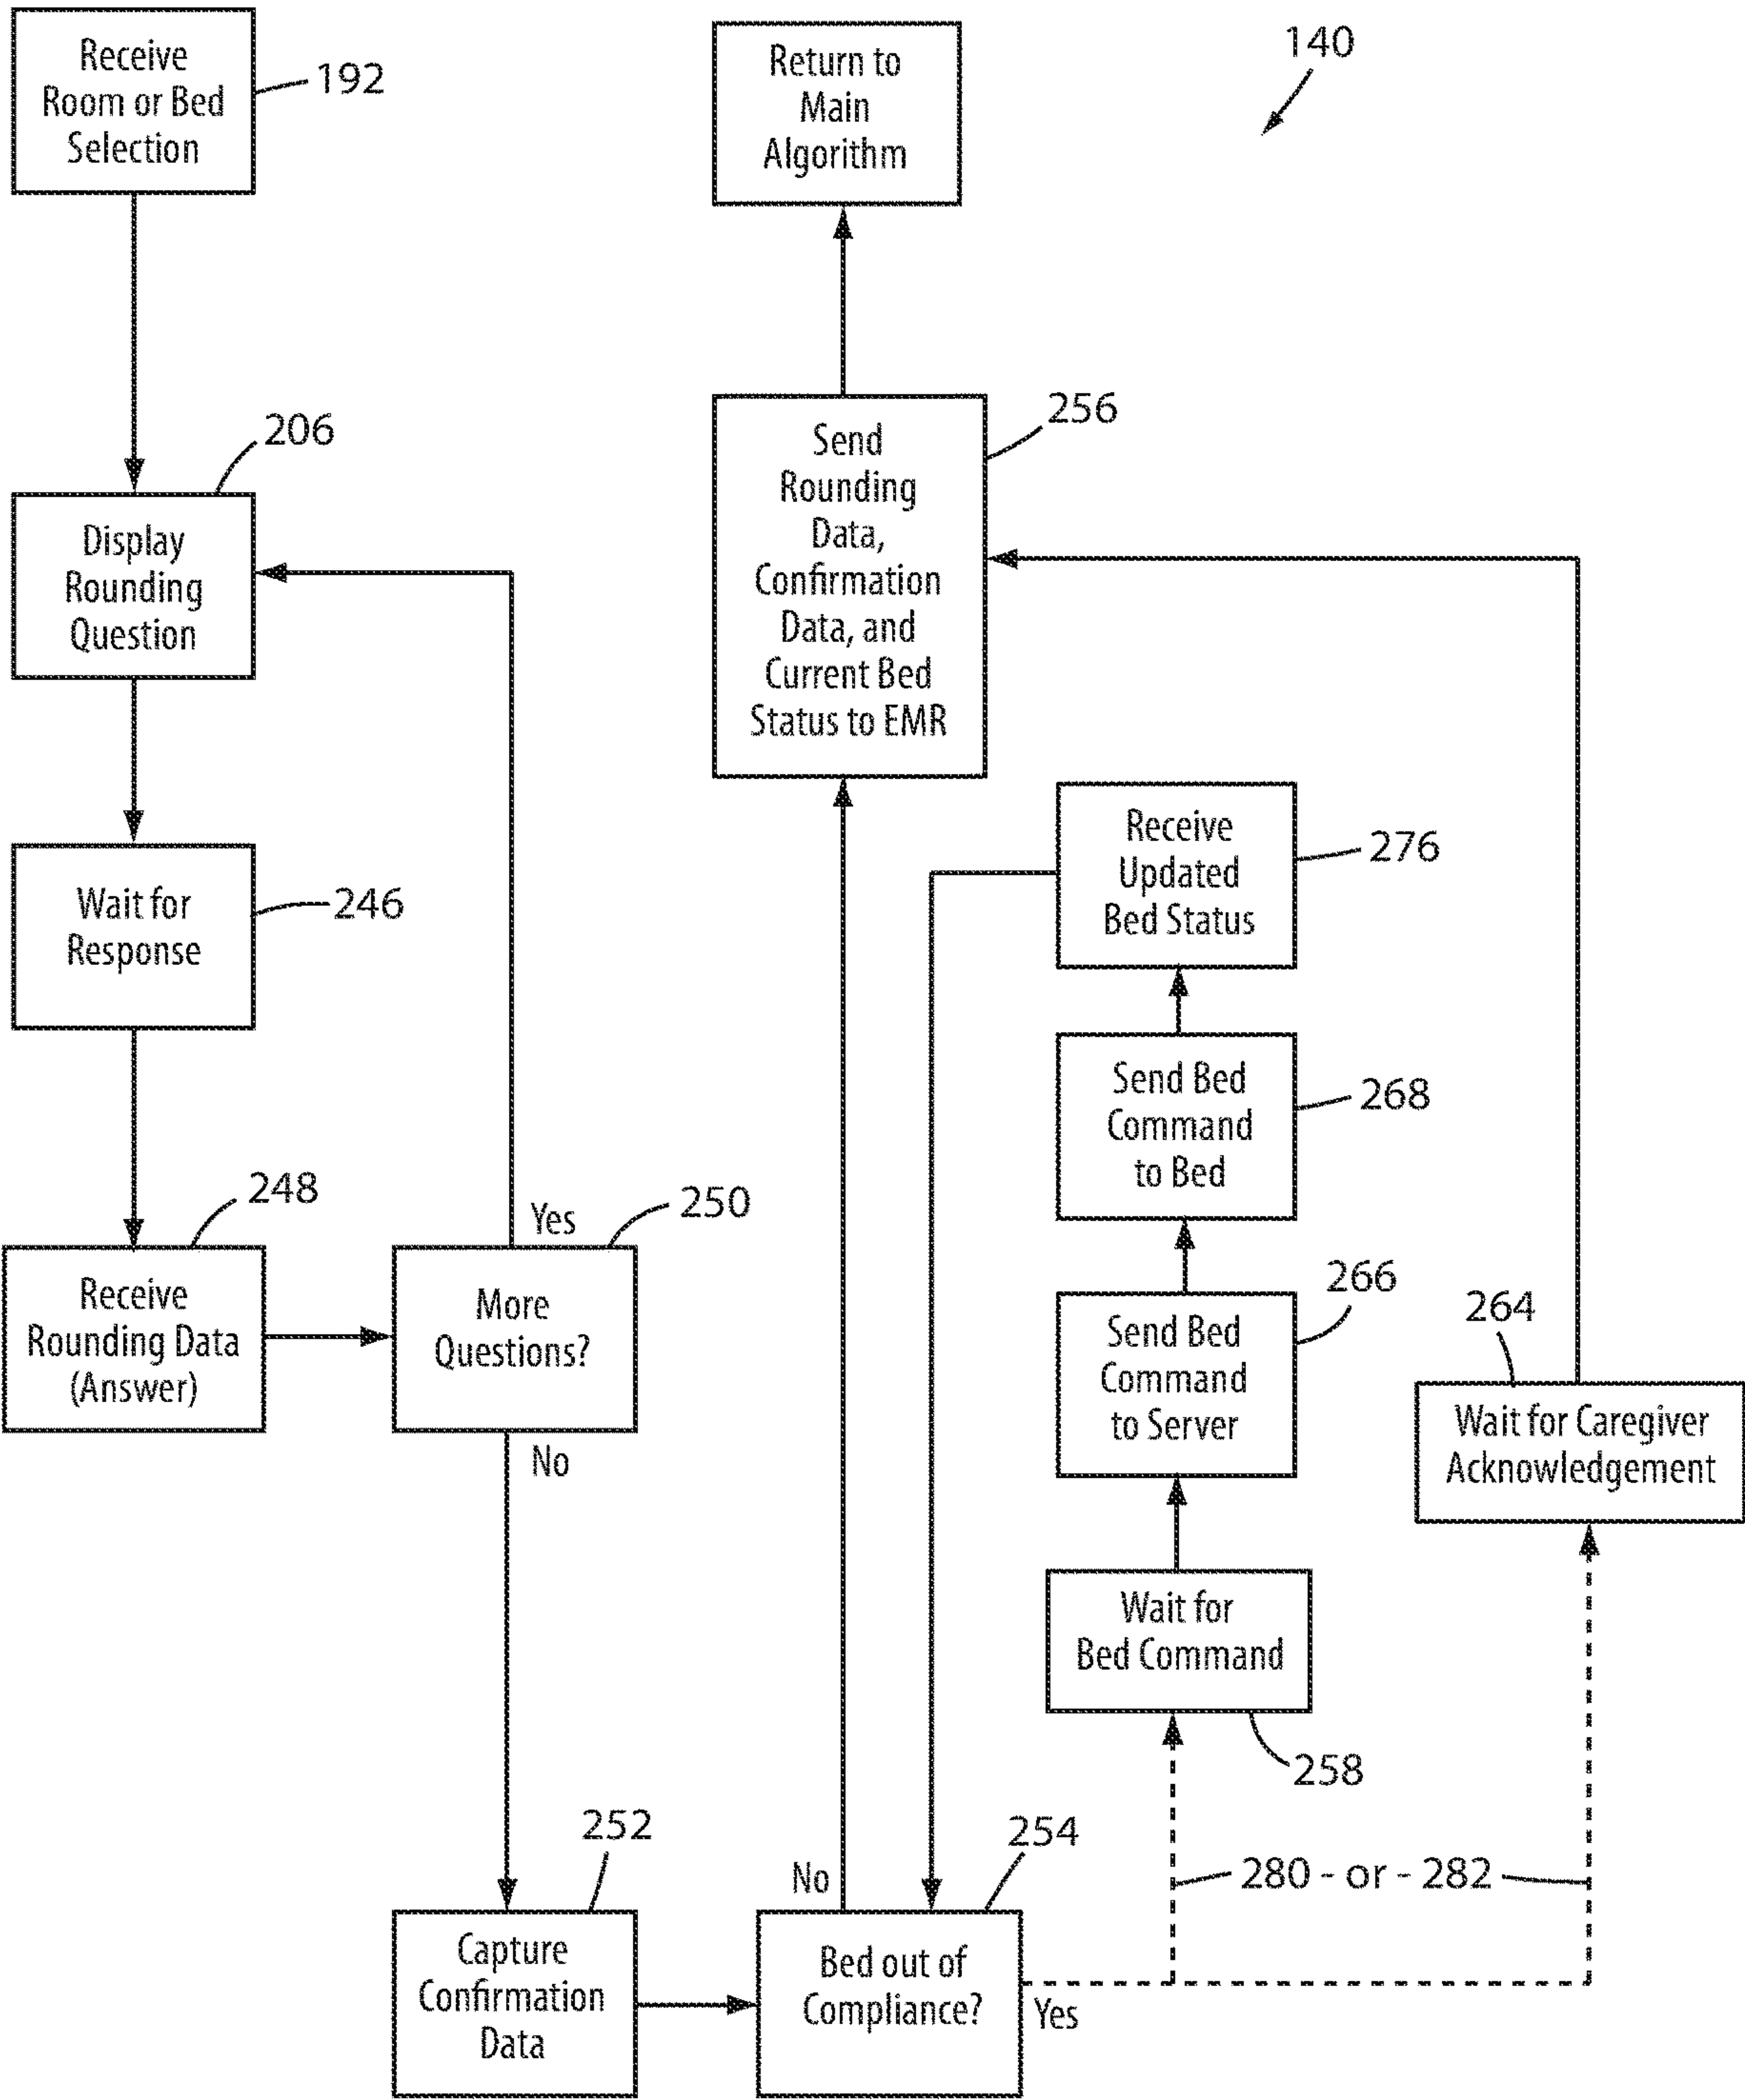 Receive
Room or Bed
Selection
192
Return to
Main
Algorithm
140
206
Display
Rounding
Question
256
Send
Rounding
Data,
Confirmation
Data, and
Current Bed
Status to EMR
Wait for
Response
246
Receive
Updated
Bed Status
276
Send Bed
Command
to Bed
268
248
Receive
Rounding Data
(Answer)
Yes
250
More
Questions?
No
266
Send Bed
Command
to Server
264
Wait for Caregiver
Acknowledgement
Wait for
Bed Command
258
252
Capture
Confirmation
Data
No
254
Bed out of
Compliance?
Yes
280 - or - 282